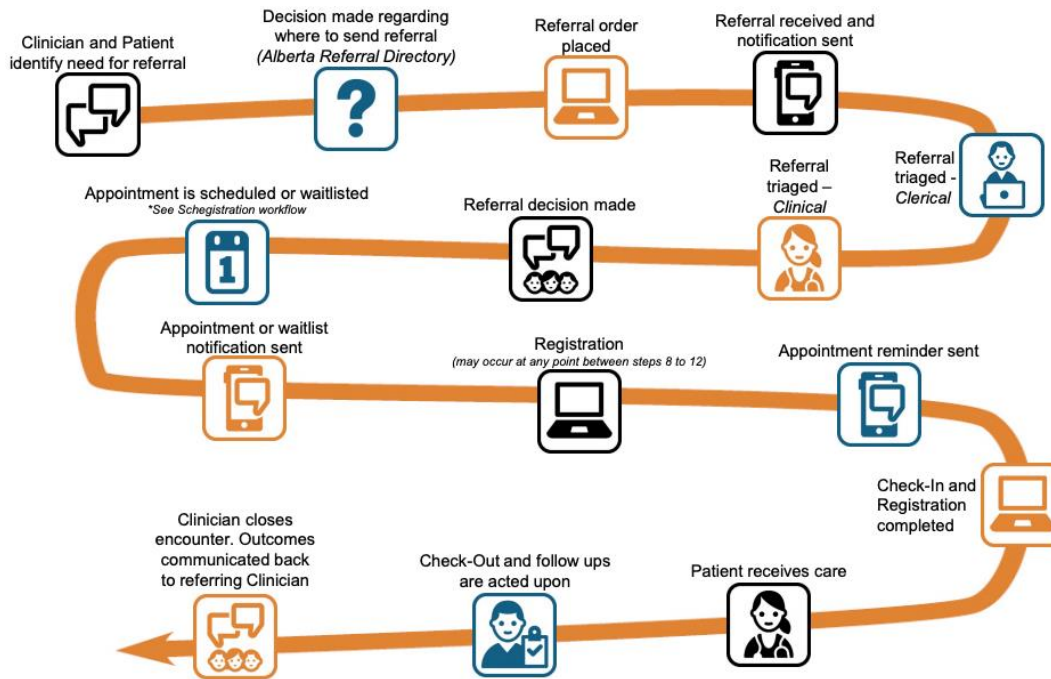 Clinician and Patient
identify need for referral
Decision made regarding
where to send referral
(Alberta Referral Directory)
?
Referral order
placed
Referral received and
notification sent
Referral
triaged -
Clerical
Referral
triaged –
Clinical
Referral decision made
Appointment is scheduled or waitlisted
*See Schegistration workflow
1
Appointment or waitlist
notification sent
Registration
(may occur at any point between steps 8 to 12)
Appointment reminder sent
Check-In and
Registration
completed
Patient receives care
Check-Out and follow ups
are acted upon
Clinician closes
encounter. Outcomes
communicated back
to referring Clinician